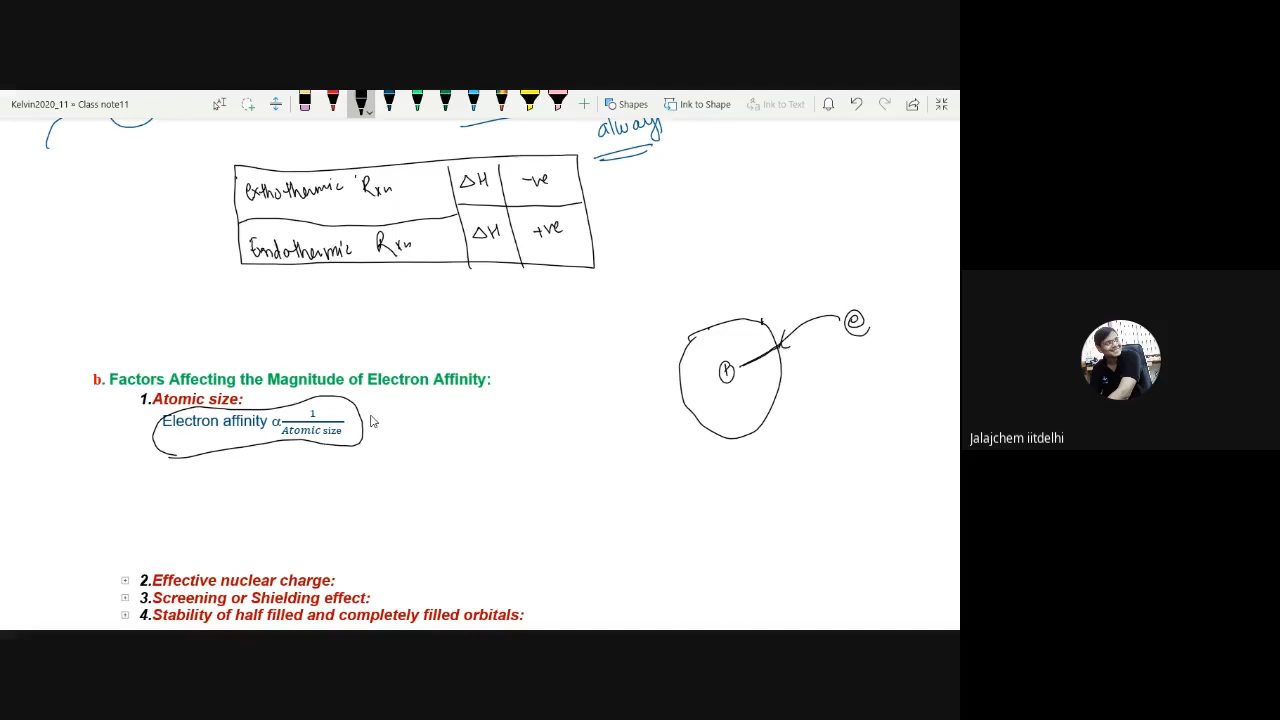 Kelvin2020_11 » Class note11
Shapes
Ink to Shape
Ink to Text
always
Exhothermic Rxn ΔH -ve
Endothermic Rxn ΔH +ve
+
e
b. Factors Affecting the Magnitude of Electron Affinity:
1.Atomic size:
Electron affinity α 1/Atomic size
Jalajchem iitdelhi
2.Effective nuclear charge:
3.Screening or Shielding effect:
4.Stability of half filled and completely filled orbitals: